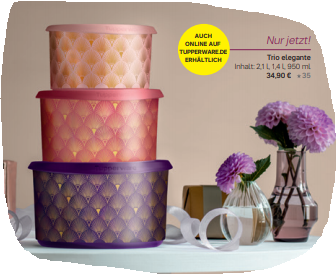 AUCH
ONLINE AUF
TUPPERWARE.DE
ERHÄLTLICH
Nur jetzt!
Trio elegante
Inhalt: 2,1 l, 1,4 l, 950 ml
34,90 € ★35